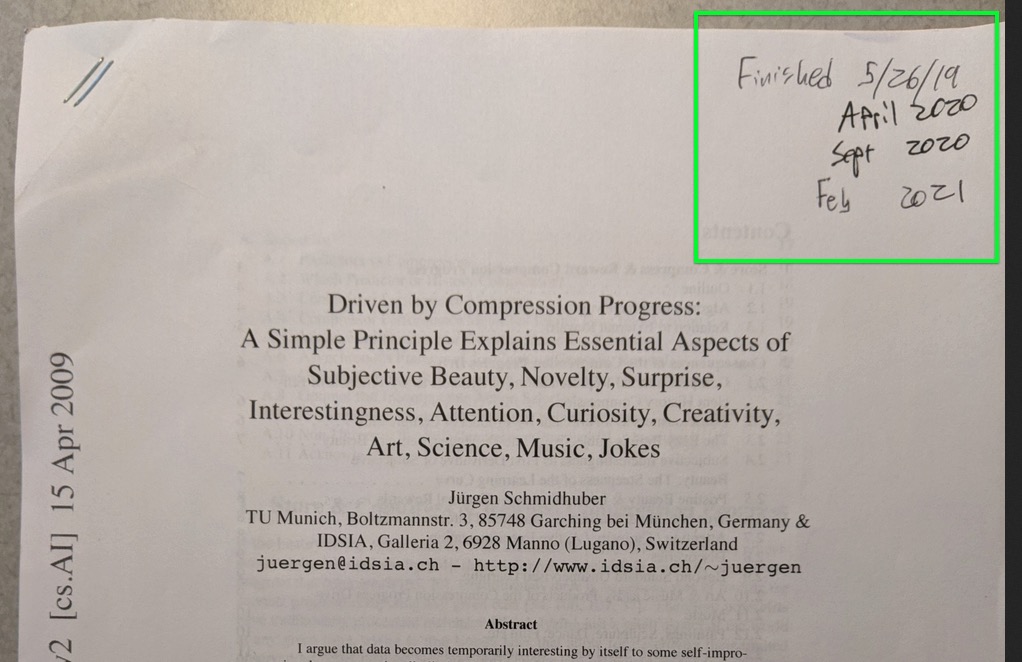 Finished 5/26/19
April 2020
Sept 2020
Feb 2021
Driven by Compression Progress:
A Simple Principle Explains Essential Aspects of
Subjective Beauty, Novelty, Surprise,
Interestingness, Attention, Curiosity, Creativity,
Art, Science, Music, Jokes
Jürgen Schmidhuber
TU Munich, Boltzmannstr. 3, 85748 Garching bei München, Germany &
IDSIA, Galleria 2, 6928 Manno (Lugano), Switzerland
juergen@idsia.ch - http://www.idsia.ch/~juergen
v2 [cs.AI] 15 Apr 2009
Abstract
I argue that data becomes temporarily interesting by itself to some self-impro-